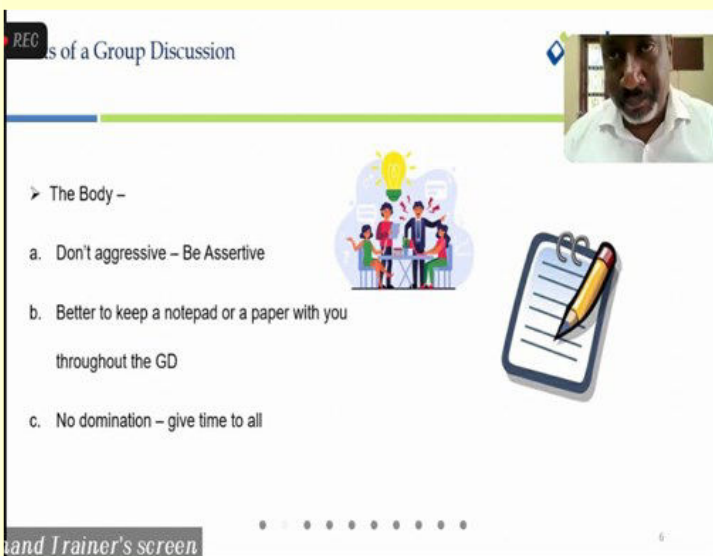 REC
s of a Group Discussion
➤ The Body –
a. Don't aggressive – Be Assertive
b. Better to keep a notepad or a paper with you
throughout the GD
c. No domination – give time to all
and Trainer's screen
6